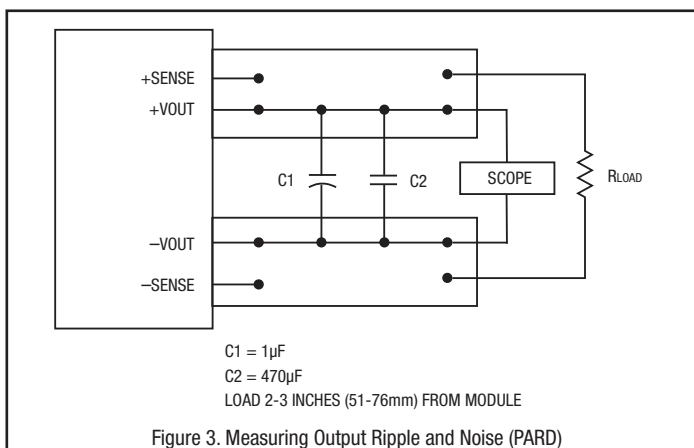 +SENSE
+VOUT
C1
C2
SCOPE
RLOAD
−VOUT
−SENSE
C1 = 1µF
C2 = 470µF
LOAD 2-3 INCHES (51-76mm) FROM MODULE
Figure 3. Measuring Output Ripple and Noise (PARD)